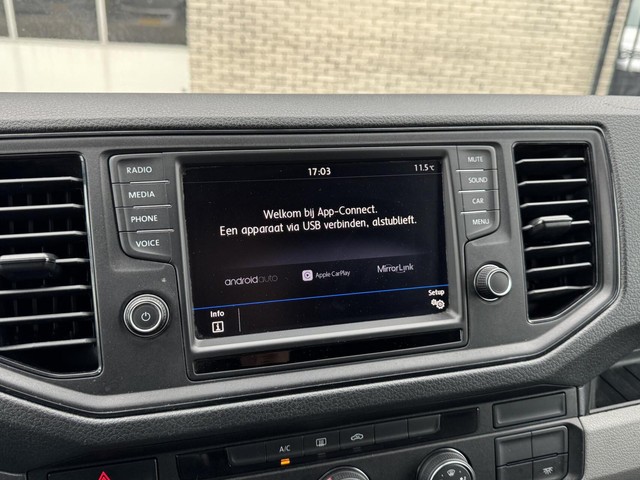 RADIO
MEDIA
PHONE
VOICE
17:03
11.5°C
Welkom bij App-Connect.
Een apparaat via USB verbinden, alstublieft.
androidauto
Apple CarPlay
MirrorLink
Info
Setup
MUTE
SOUND
CAR
MENU
A/C